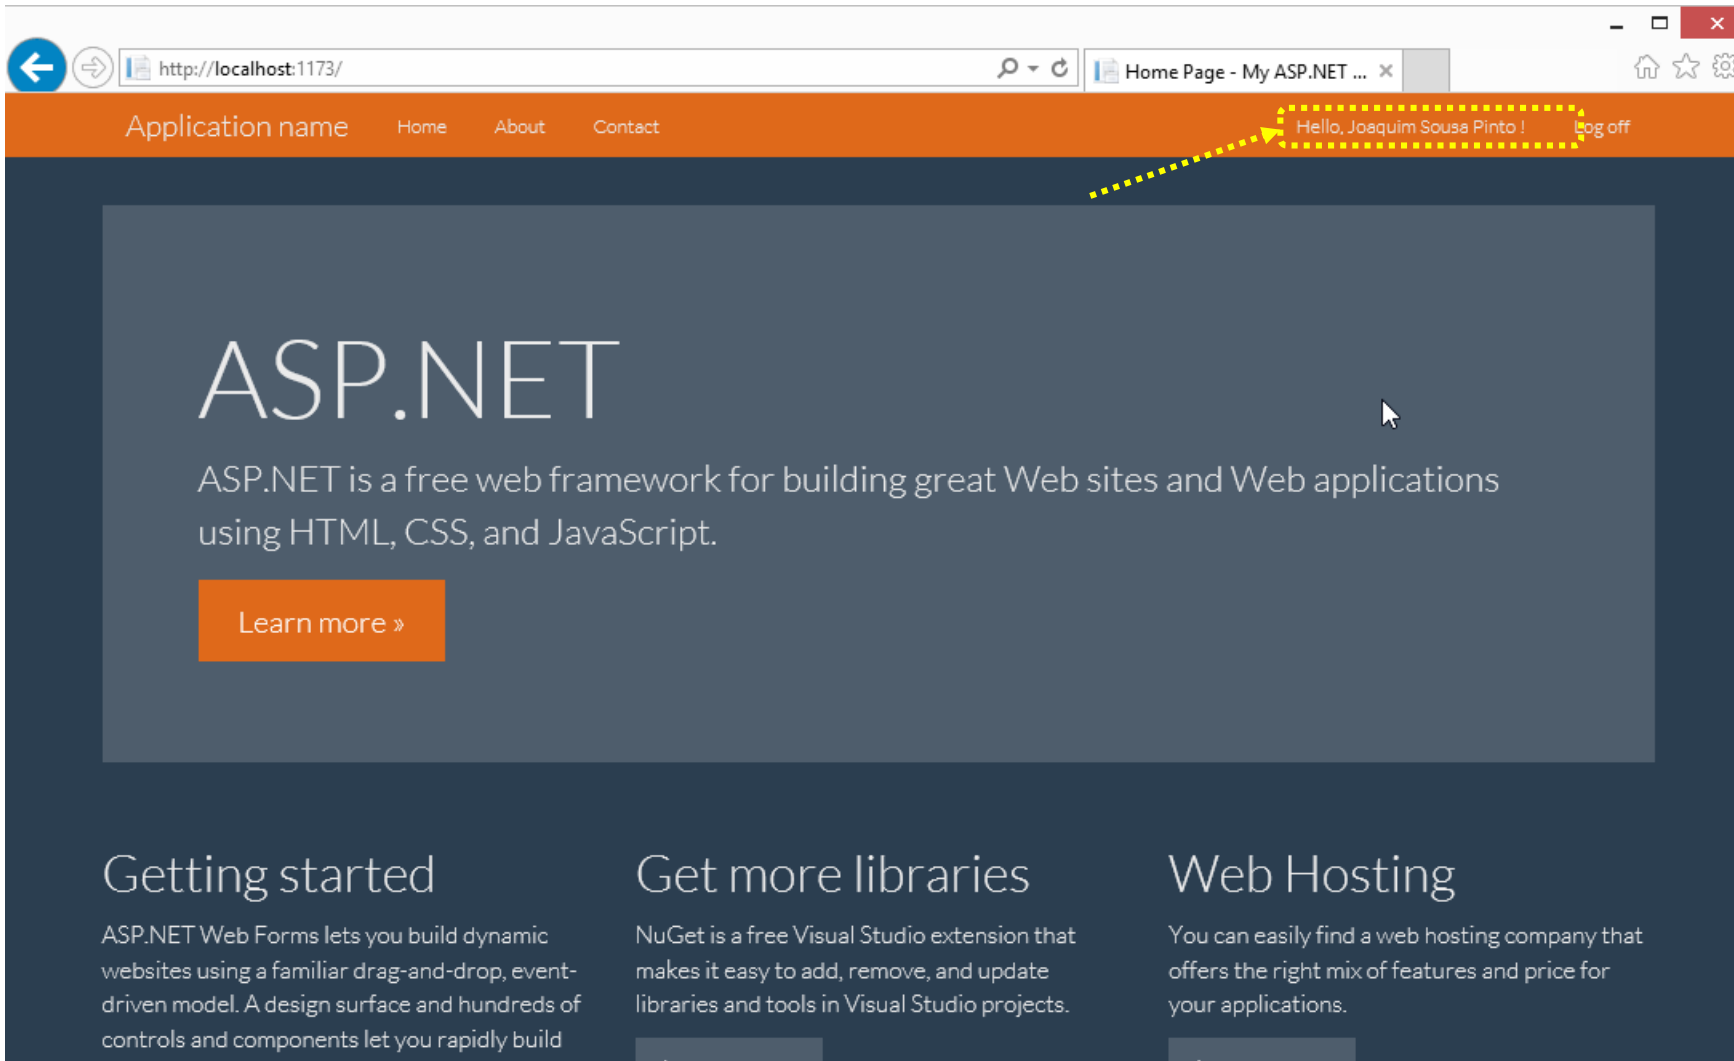 http://localhost:1173/
Home Page - My ASP.NET ...
Application name Home About Contact Hello, Joaquim Sousa Pinto ! Log off
ASP.NET
ASP.NET is a free web framework for building great Web sites and Web applications
using HTML, CSS, and JavaScript.
Learn more »
Getting started
ASP.NET Web Forms lets you build dynamic
websites using a familiar drag-and-drop, event-
driven model. A design surface and hundreds of
controls and components let you rapidly build
Get more libraries
NuGet is a free Visual Studio extension that
makes it easy to add, remove, and update
libraries and tools in Visual Studio projects.
Web Hosting
You can easily find a web hosting company that
offers the right mix of features and price for
your applications.